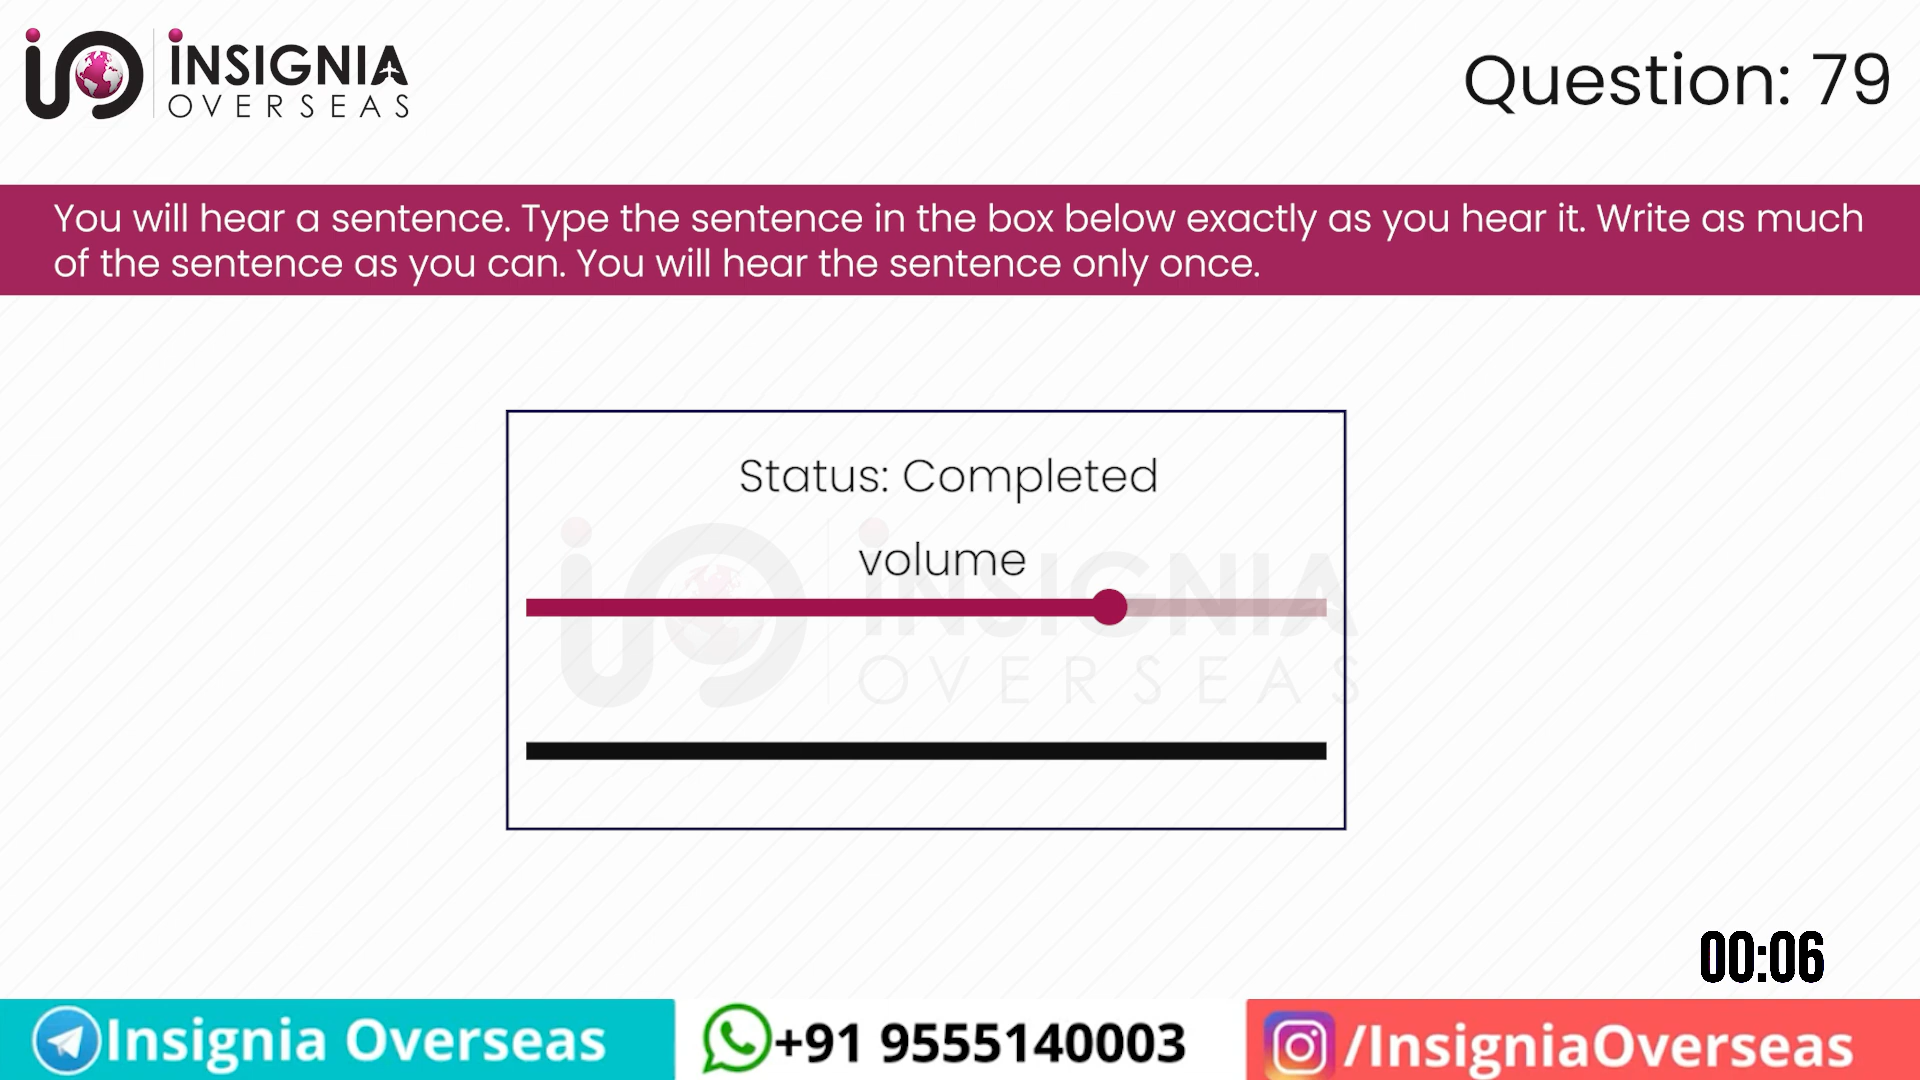 INSIGNIA
OVERSEAS
Question: 79
You will hear a sentence. Type the sentence in the box below exactly as you hear it. Write as much
of the sentence as you can. You will hear the sentence only once.
Status: Completed
volume
INSIGNIA
OVERSEAS
00:06
Insignia Overseas
+91 9555140003
/InsigniaOverseas